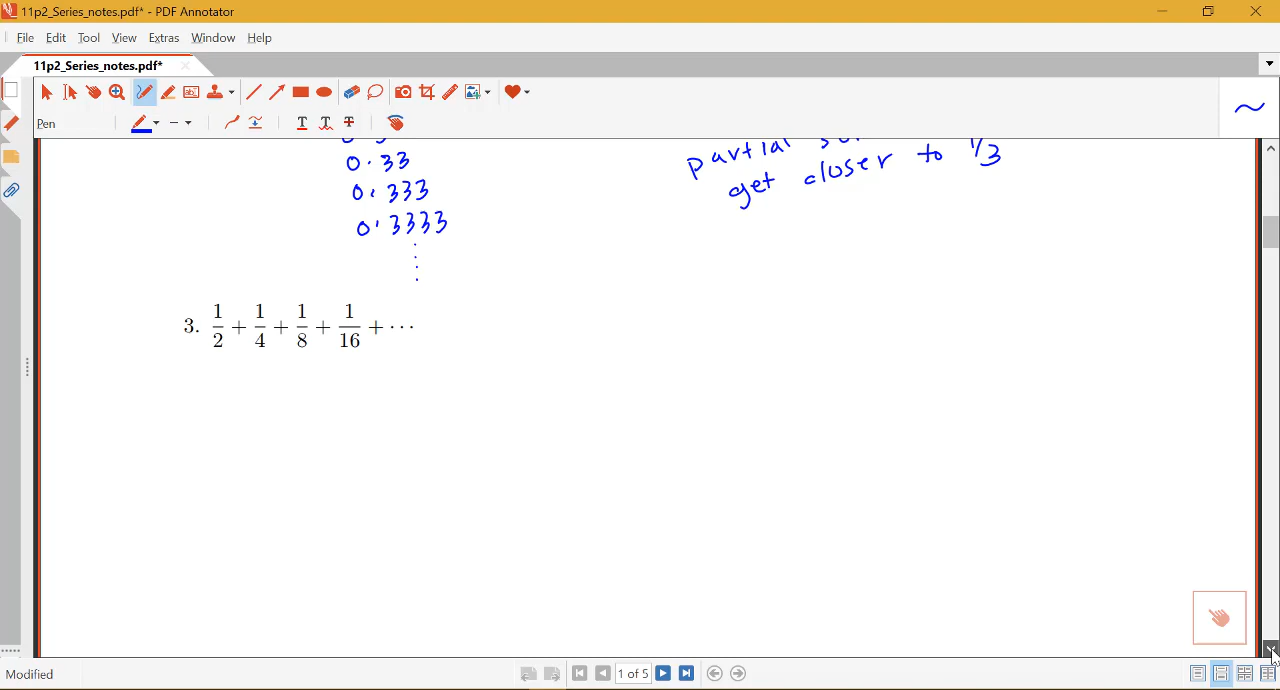 11p2_Series_notes.pdf* - PDF Annotator
File Edit Tool View Extras Window Help
11p2_Series_notes.pdf*
Pen
T T T
partial
0.33
get closer to 1/3
0.333
0.3333
3. 1/2 + 1/4 + 1/8 + 1/16 + ···
1 of 5
Modified